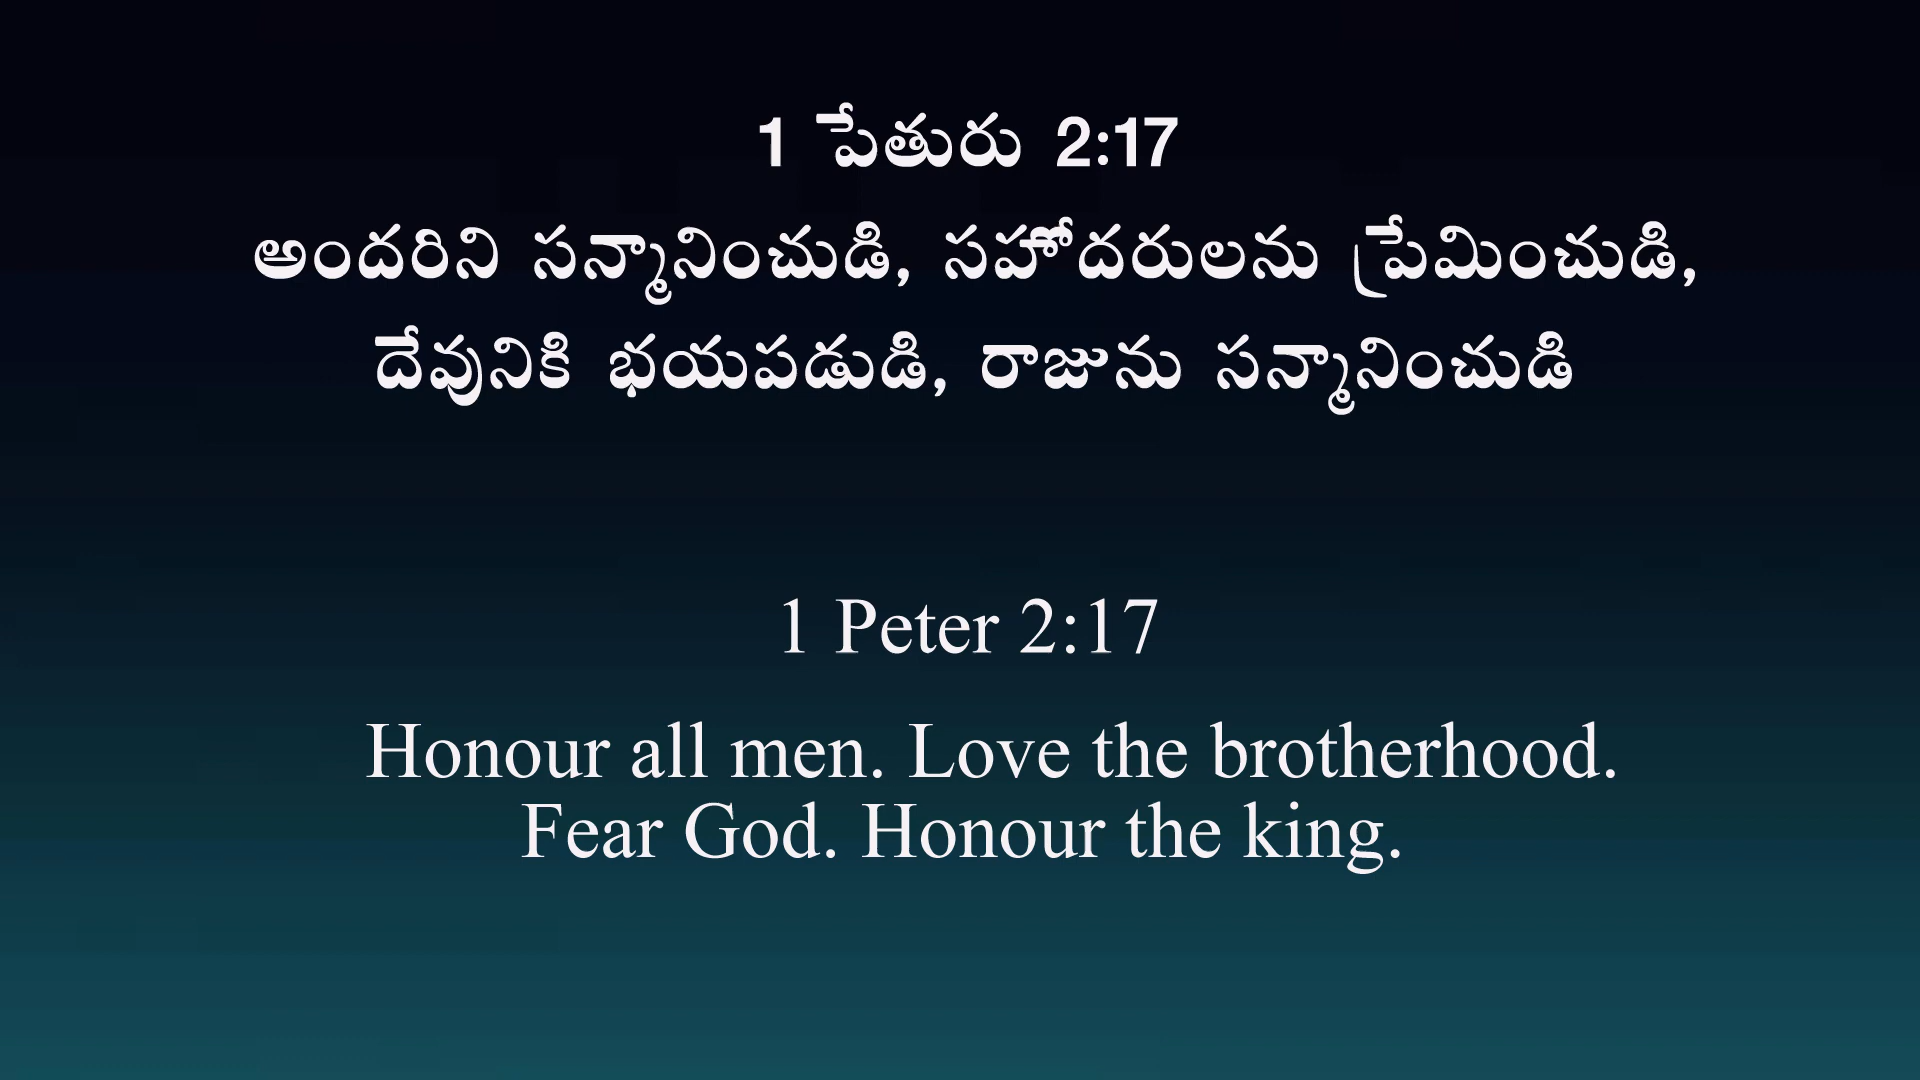 1 పేతురు 2:17
అందరిని సన్మానించుడి, సహోదరులను ప్రేమించుడి,
దేవునికి భయపడుడి, రాజును సన్మానించుడి
1 Peter 2:17
Honour all men. Love the brotherhood.
Fear God. Honour the king.